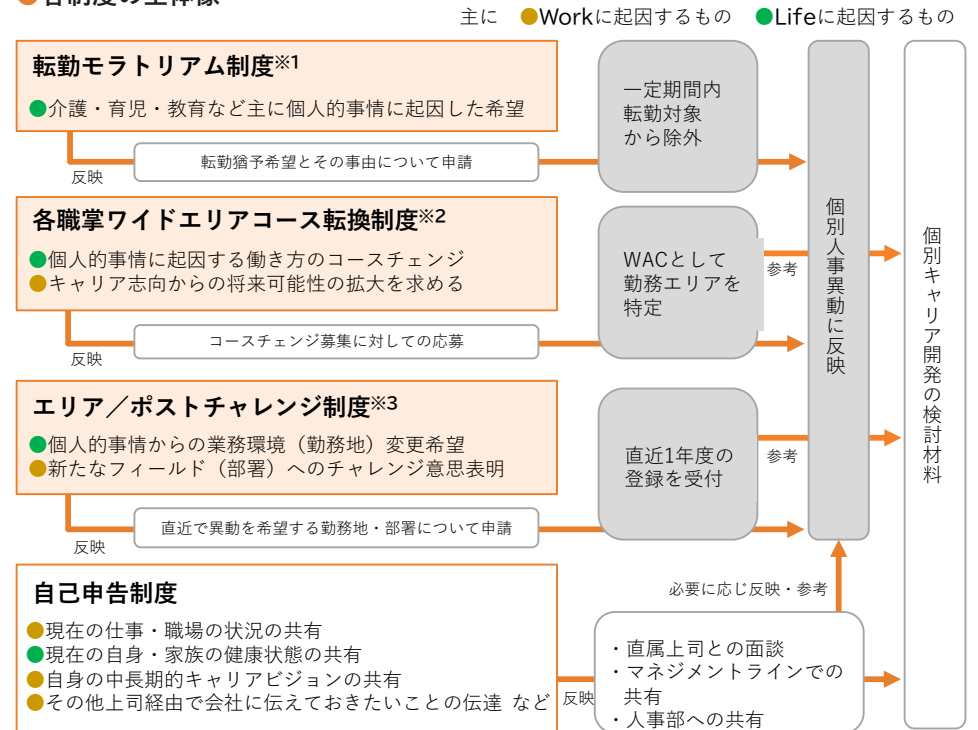 主に ●Workに起因するもの ●Lifeに起因するもの
転勤モラトリアム制度※1
●介護・育児・教育など主に個人的事情に起因した希望
反映
転勤猶予希望とその事由について申請
一定期間内
転勤対象
から除外
各職掌ワイドエリアコース転換制度※2
●個人的事情に起因する働き方のコースチェンジ
●キャリア志向からの将来可能性の拡大を求める
反映
コースチェンジ募集に対しての応募
WACとして
勤務エリアを
特定
参考
エリア／ポストチャレンジ制度※3
●個人的事情からの業務環境（勤務地）変更希望
●新たなフィールド（部署）へのチャレンジ意思表明
反映
直近で異動を希望する勤務地・部署について申請
直近1年度の
登録を受付
参考
自己申告制度
●現在の仕事・職場の状況の共有
●現在の自身・家族の健康状態の共有
●自身の中長期的キャリアビジョンの共有
●その他上司経由で会社に伝えておきたいことの伝達 など
反映
・直属上司との面談
・マネジメントラインでの
共有
・人事部への共有
必要に応じ反映・参考
個別人事異動に反映
個別キャリア開発の検討材料